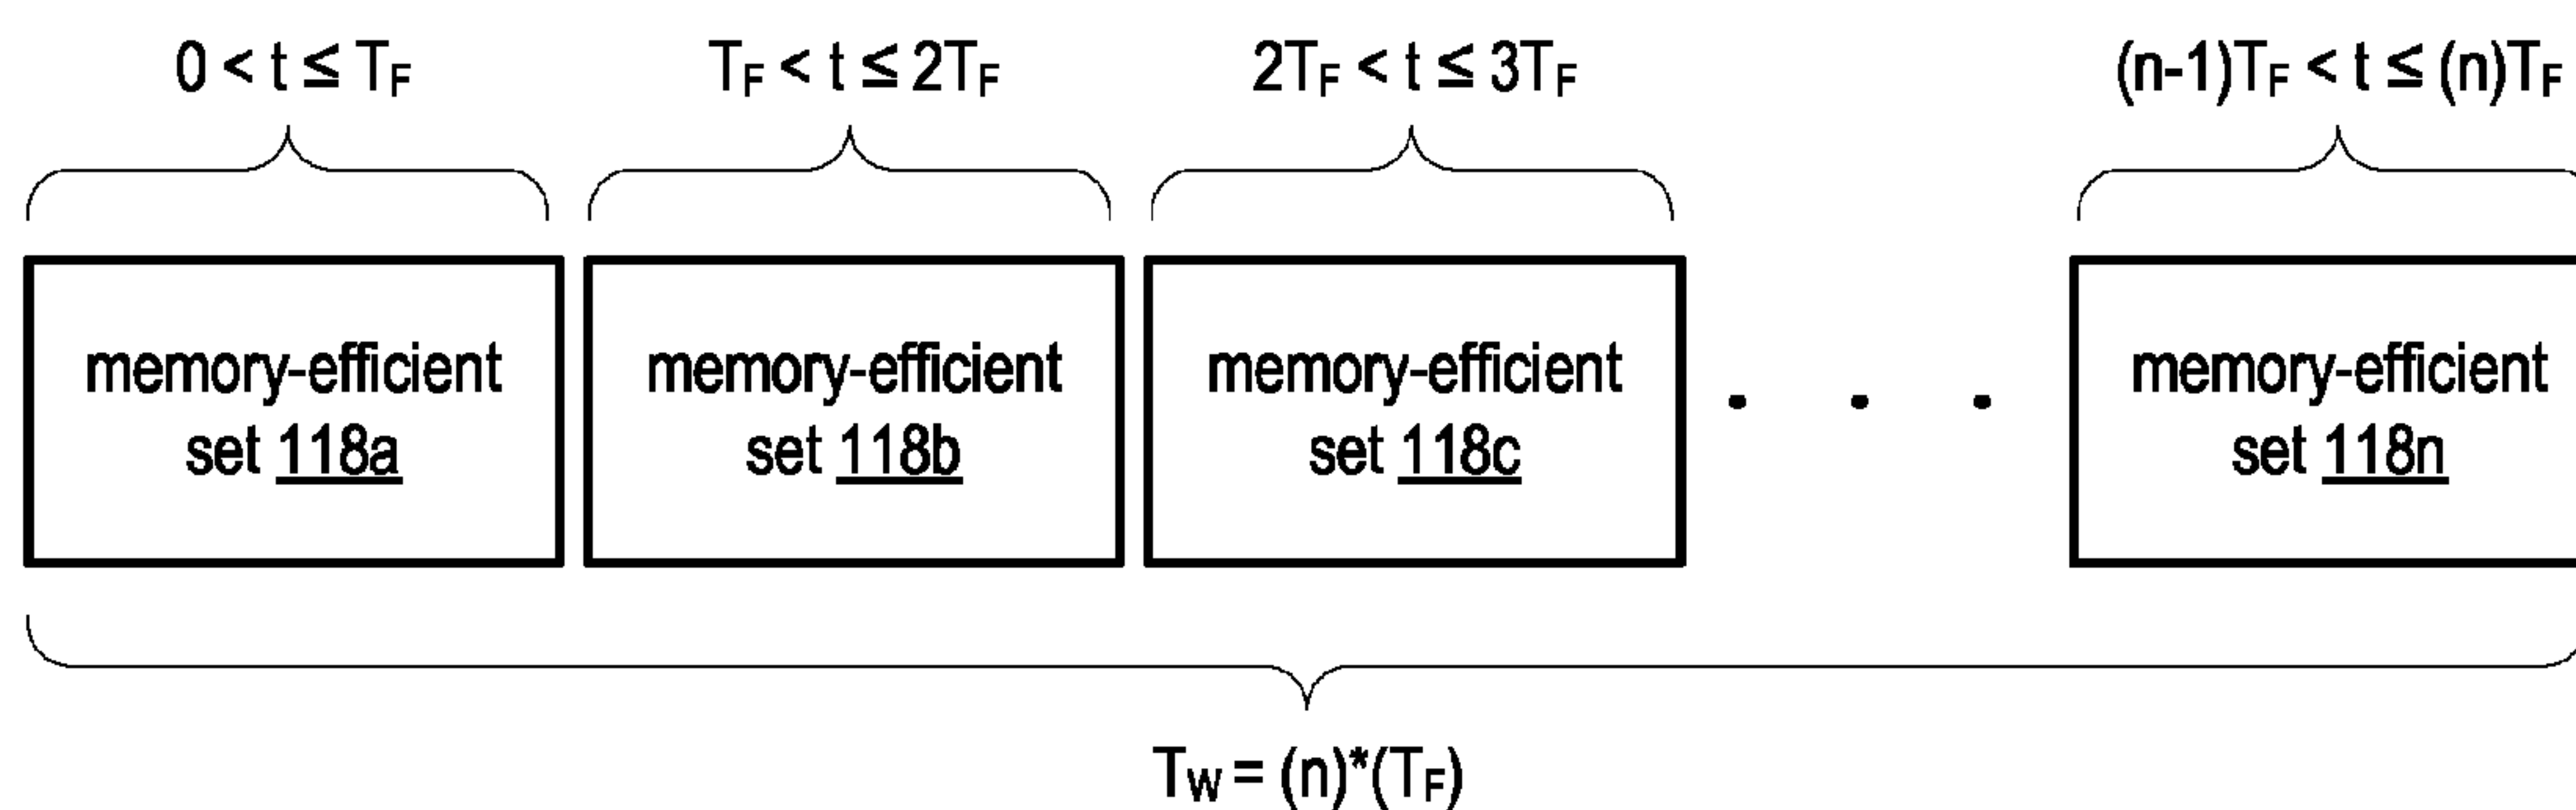 0 < t ≤ TF TF < t ≤ 2TF 2TF < t ≤ 3TF (n-1)TF < t ≤ (n)TF
memory-efficient memory-efficient memory-efficient memory-efficient
set 118a set 118b set 118c . . . set 118n
TW = (n)*(TF)